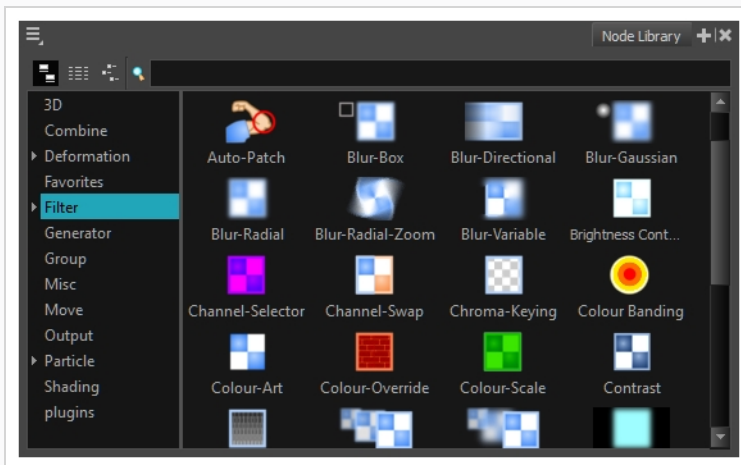 Node Library
3D
Combine
Deformation
Favorites
Filter
Generator
Group
Misc
Move
Output
Particle
Shading
plugins
Auto-Patch
Blur-Box
Blur-Directional
Blur-Gaussian
Blur-Radial
Blur-Radial-Zoom
Blur-Variable
Brightness Cont...
Channel-Selector
Channel-Swap
Chroma-Keying
Colour Banding
Colour-Art
Colour-Override
Colour-Scale
Contrast